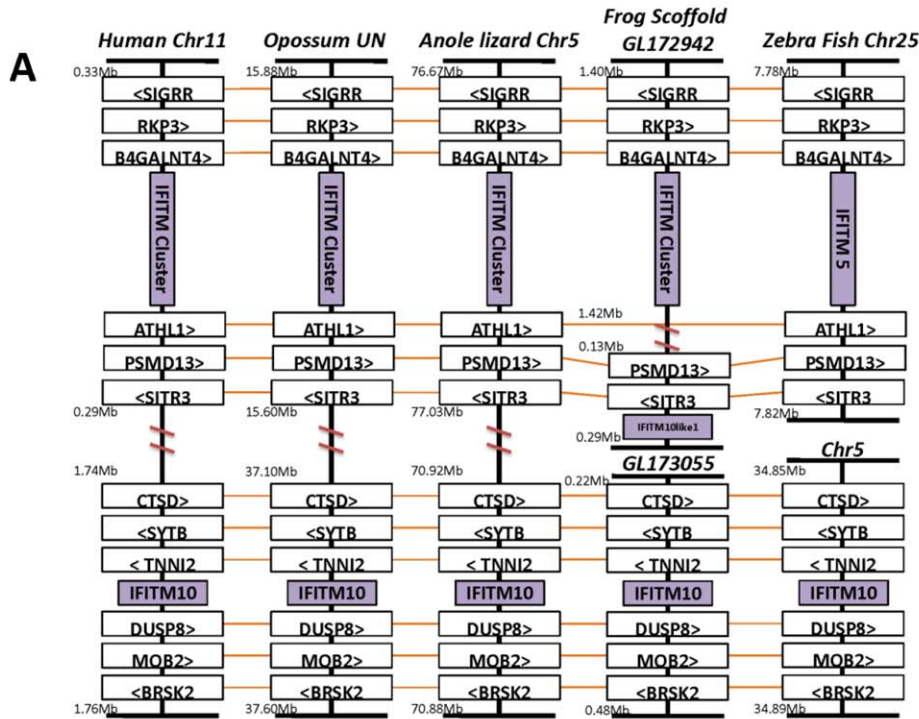 A
Human Chr11 Opossum UN Anole lizard Chr5 Frog Scoffold GL172942 Zebra Fish Chr25
0.33Mb 15.88Mb 76.67Mb 1.40Mb 7.78Mb
<SIGRR <SIGRR <SIGRR <SIGRR <SIGRR
RKP3> RKP3> RKP3> RKP3> RKP3>
B4GALNT4> B4GALNT4> B4GALNT4> B4GALNT4> B4GALNT4>
IFITM Cluster IFITM Cluster IFITM Cluster IFITM Cluster IFITM 5
1.42Mb
ATHL1> ATHL1> ATHL1> ATHL1>
0.13Mb
PSMD13> PSMD13> PSMD13> PSMD13> PSMD13>
<SITR3 <SITR3 <SITR3 <SITR3 <SITR3
0.29Mb 15.60Mb 77.03Mb 7.82Mb
IFITM10like1
0.29Mb
GL173055 Chr5
1.74Mb 37.10Mb 70.92Mb 0.22Mb 34.85Mb
CTSD> CTSD> CTSD> CTSD> CTSD>
<SYTB <SYTB <SYTB <SYTB <SYTB
< TNNI2 < TNNI2 < TNNI2 < TNNI2 < TNNI2
IFITM10 IFITM10 IFITM10 IFITM10 IFITM10
DUSP8> DUSP8> DUSP8> DUSP8> DUSP8>
MOB2> MOB2> MOB2> MOB2> MOB2>
<BRSK2 <BRSK2 <BRSK2 <BRSK2 <BRSK2
1.76Mb 37.60Mb 70.88Mb 0.48Mb 34.89Mb